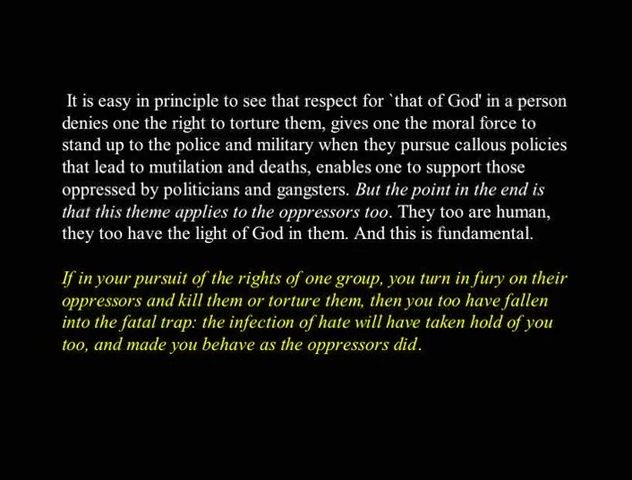 It is easy in principle to see that respect for `that of God' in a person
denies one the right to torture them, gives one the moral force to
stand up to the police and military when they pursue callous policies
that lead to mutilation and deaths, enables one to support those
oppressed by politicians and gangsters. But the point in the end is
that this theme applies to the oppressors too. They too are human,
they too have the light of God in them. And this is fundamental.
If in your pursuit of the rights of one group, you turn in fury on their
oppressors and kill them or torture them, then you too have fallen
into the fatal trap: the infection of hate will have taken hold of you
too, and made you behave as the oppressors did.